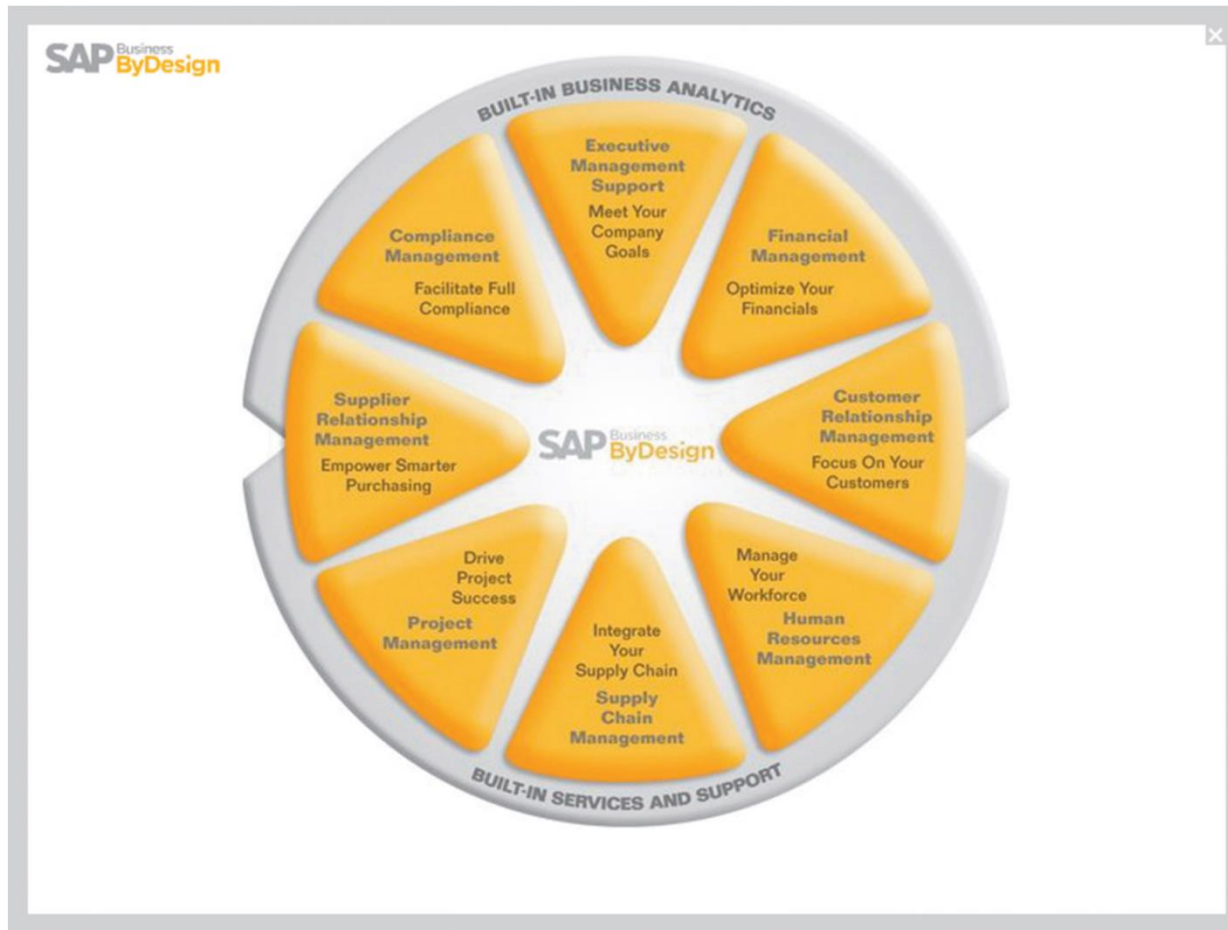 SAP Business ByDesign
BUILT-IN BUSINESS ANALYTICS
Executive
Management
Support
Meet Your
Company
Goals
Financial
Management
Optimize Your
Financials
Customer
Relationship
Management
Focus On Your
Customers
Manage
Your
Workforce
Human
Resources
Management
Integrate
Your
Supply Chain
Supply
Chain
Management
Drive
Project
Success
Project
Management
Supplier
Relationship
Management
Empower Smarter
Purchasing
Compliance
Management
Facilitate Full
Compliance
SAP Business ByDesign
BUILT-IN SERVICES AND SUPPORT